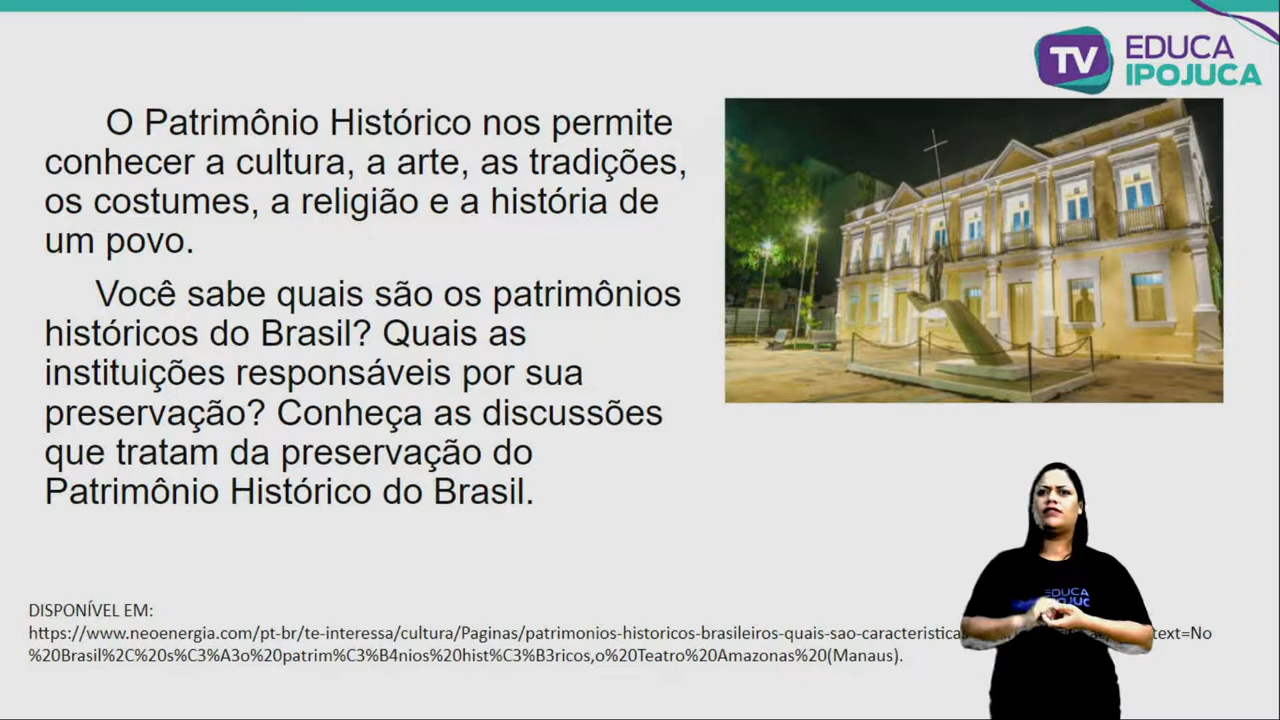 TV EDUCA
IPOJUCA
O Patrimônio Histórico nos permite
conhecer a cultura, a arte, as tradições,
os costumes, a religião e a história de
um povo.
Você sabe quais são os patrimônios
históricos do Brasil? Quais as
instituições responsáveis por sua
preservação? Conheça as discussões
que tratam da preservação do
Patrimônio Histórico do Brasil.
DISPONÍVEL EM:
https://www.neoenergia.com/pt-br/te-interessa/cultura/Paginas/patrimonios-historicos-brasileiros-quais-sao-caracteristicas text=No
%20Brasil%2C%20s%C3%A3o%20patrim%C3%B4nios%20hist%C3%B3ricos,o%20Teatro%20Amazonas%20(Manaus).
EDUCA
IPOJUC